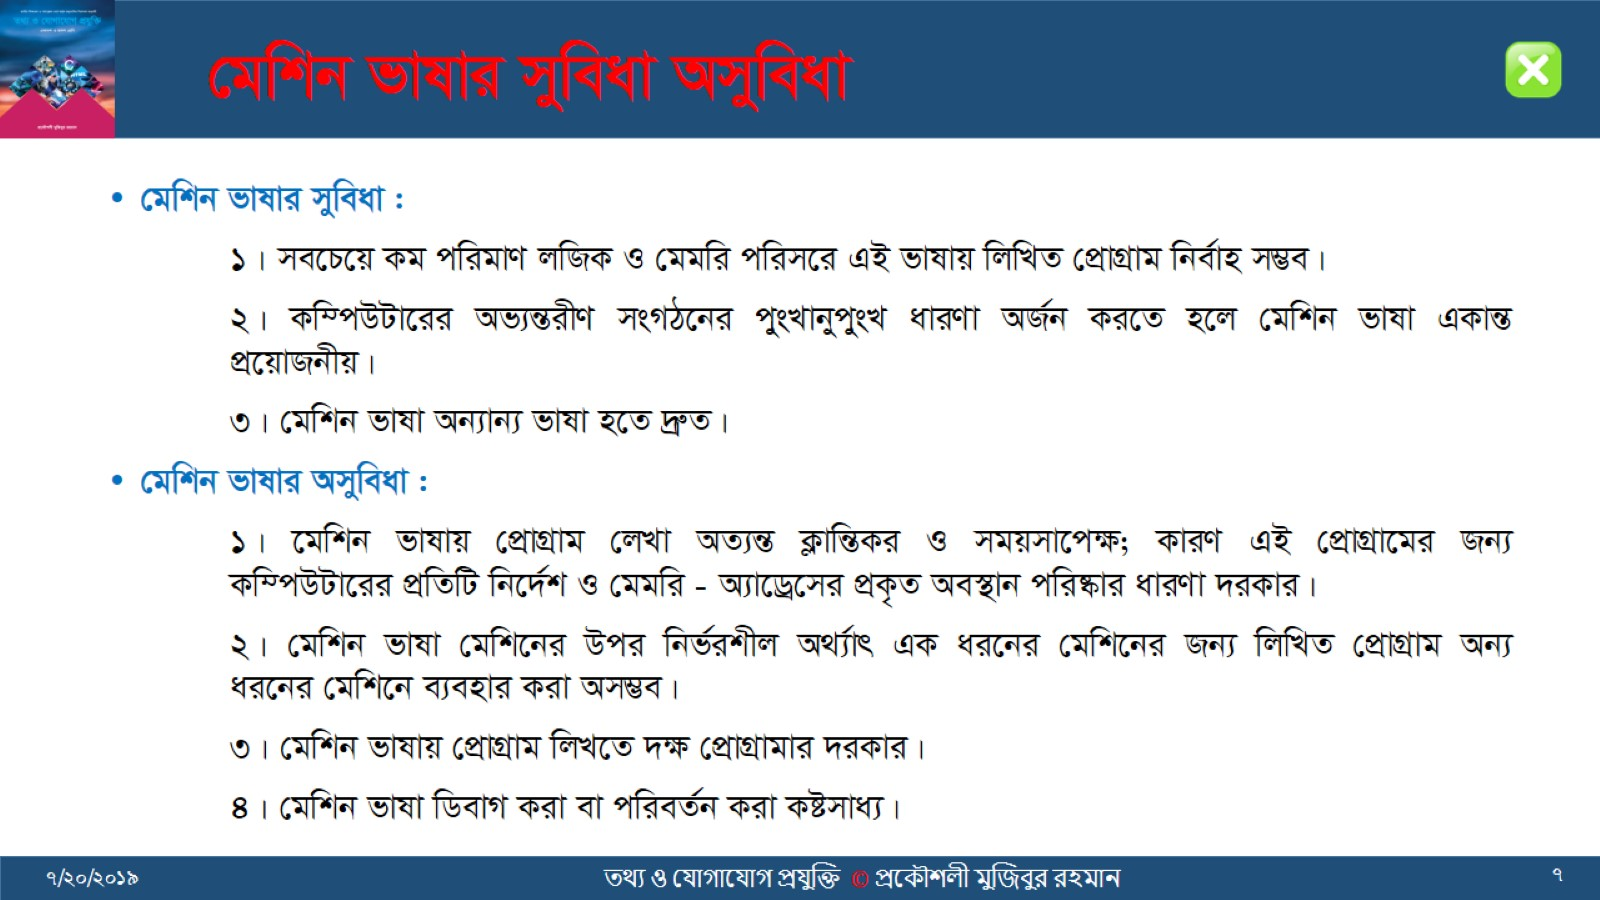 তথ্য ও যোগাযোগ প্রযুক্তি
মেশিন ভাষার সুবিধা অসুবিধা
• মেশিন ভাষার সুবিধা :
১। সবচেয়ে কম পরিমাণ লজিক ও মেমরি পরিসরে এই ভাষায় লিখিত প্রোগ্রাম নির্বাহ সম্ভব।
২। কম্পিউটারের অভ্যন্তরীণ সংগঠনের পুংখানুপুংখ ধারণা অর্জন করতে হলে মেশিন ভাষা একান্ত
প্রয়োজনীয়।
৩। মেশিন ভাষা অন্যান্য ভাষা হতে দ্রুত।
• মেশিন ভাষার অসুবিধা :
১। মেশিন ভাষায় প্রোগ্রাম লেখা অত্যন্ত ক্লান্তিকর ও সময়সাপেক্ষ; কারণ এই প্রোগ্রামের জন্য
কম্পিউটারের প্রতিটি নির্দেশ ও মেমরি - অ্যাড্রেসের প্রকৃত অবস্থান পরিষ্কার ধারণা দরকার।
২। মেশিন ভাষা মেশিনের উপর নির্ভরশীল অর্থ্যাৎ এক ধরনের মেশিনের জন্য লিখিত প্রোগ্রাম অন্য
ধরনের মেশিনে ব্যবহার করা অসম্ভব।
৩। মেশিন ভাষায় প্রোগ্রাম লিখতে দক্ষ প্রোগ্রামার দরকার।
৪। মেশিন ভাষা ডিবাগ করা বা পরিবর্তন করা কষ্টসাধ্য।
৭/২০/২০১৯
তথ্য ও যোগাযোগ প্রযুক্তি © প্রকৌশলী মুজিবুর রহমান
৭